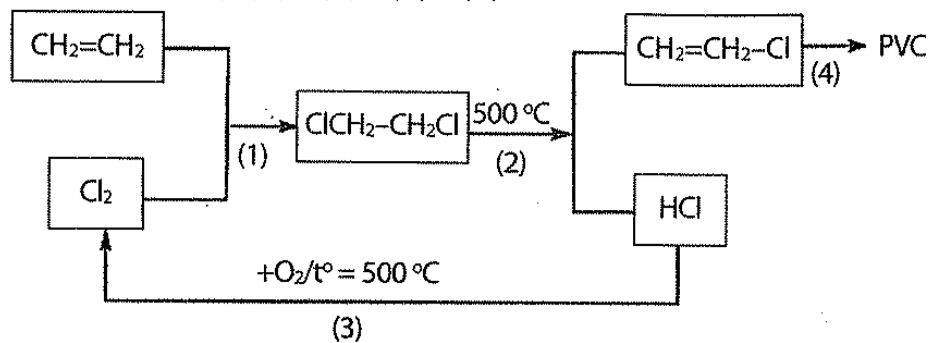 CH₂=CH₂
CH₂=CH₂–Cl
PVC
(4)
ClCH₂–CH₂Cl
500 °C
(1)
(2)
Cl₂
HCl
+O₂/t° = 500 °C
(3)